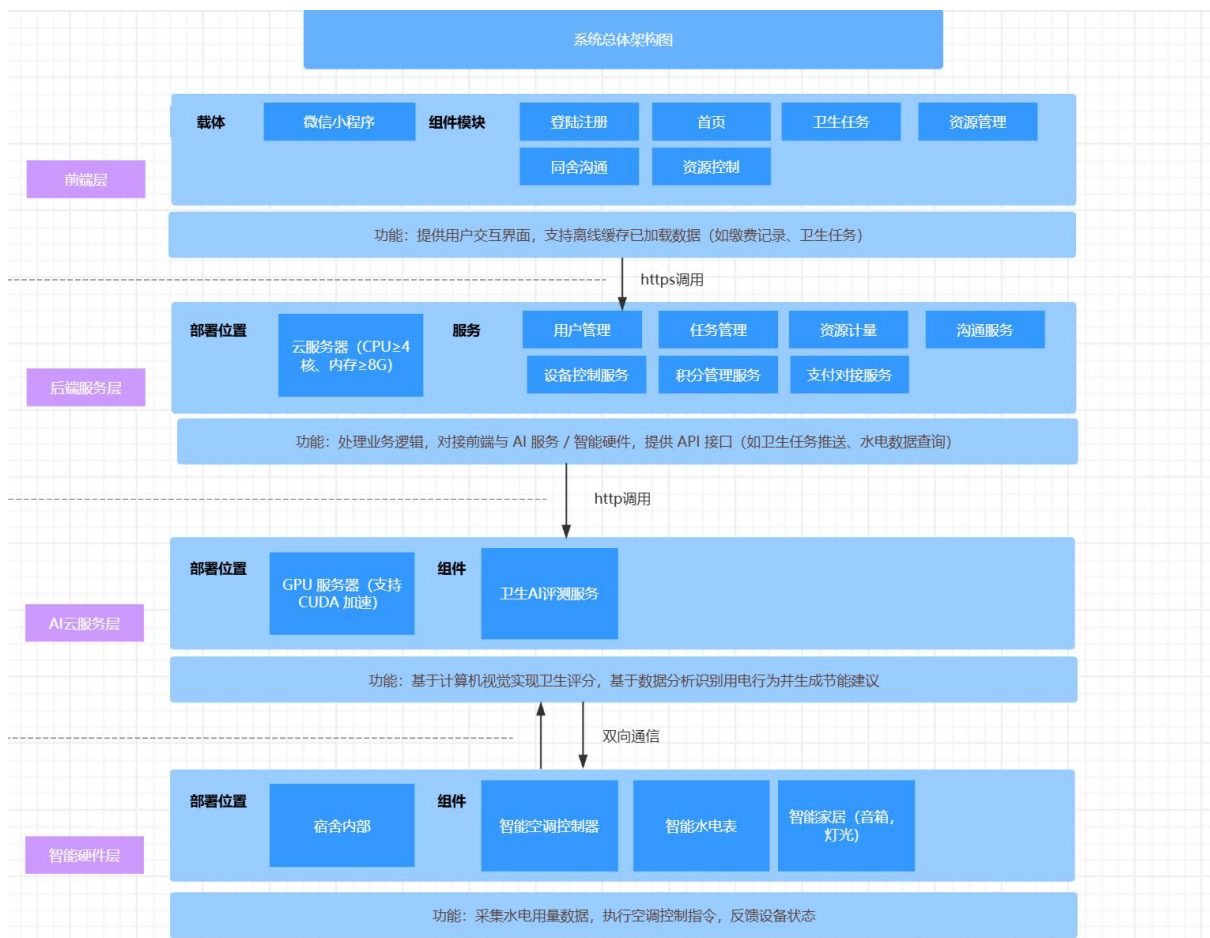 系统总体架构图
载体
微信小程序
组件模块
登陆注册
首页
卫生任务
资源管理
同舍沟通
资源控制
前端层
功能：提供用户交互界面，支持离线缓存已加载数据（如缴费记录、卫生任务）
https调用
部署位置
云服务器（CPU≥4
核、内存≥8G）
服务
用户管理
任务管理
资源计量
沟通服务
设备控制服务
积分管理服务
支付对接服务
后端服务层
功能：处理业务逻辑，对接前端与 AI 服务 / 智能硬件，提供 API 接口（如卫生任务推送、水电数据查询）
http调用
部署位置
GPU 服务器（支持
CUDA 加速）
组件
卫生AI评测服务
AI云服务层
功能：基于计算机视觉实现卫生评分，基于数据分析识别用电行为并生成节能建议
双向通信
部署位置
宿舍内部
组件
智能空调控制器
智能水电表
智能家居（音箱，
灯光）
智能硬件层
功能：采集水电用量数据，执行空调控制指令，反馈设备状态